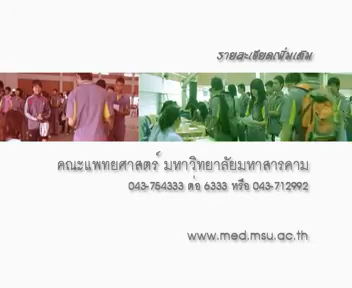 รายละเอียดเพิ่มเติม
คณะแพทยศาสตร์ มหาวิทยาลัยมหาสารคาม
043-754333 ต่อ 6333 หรือ 043-712992
www.med.msu.ac.th